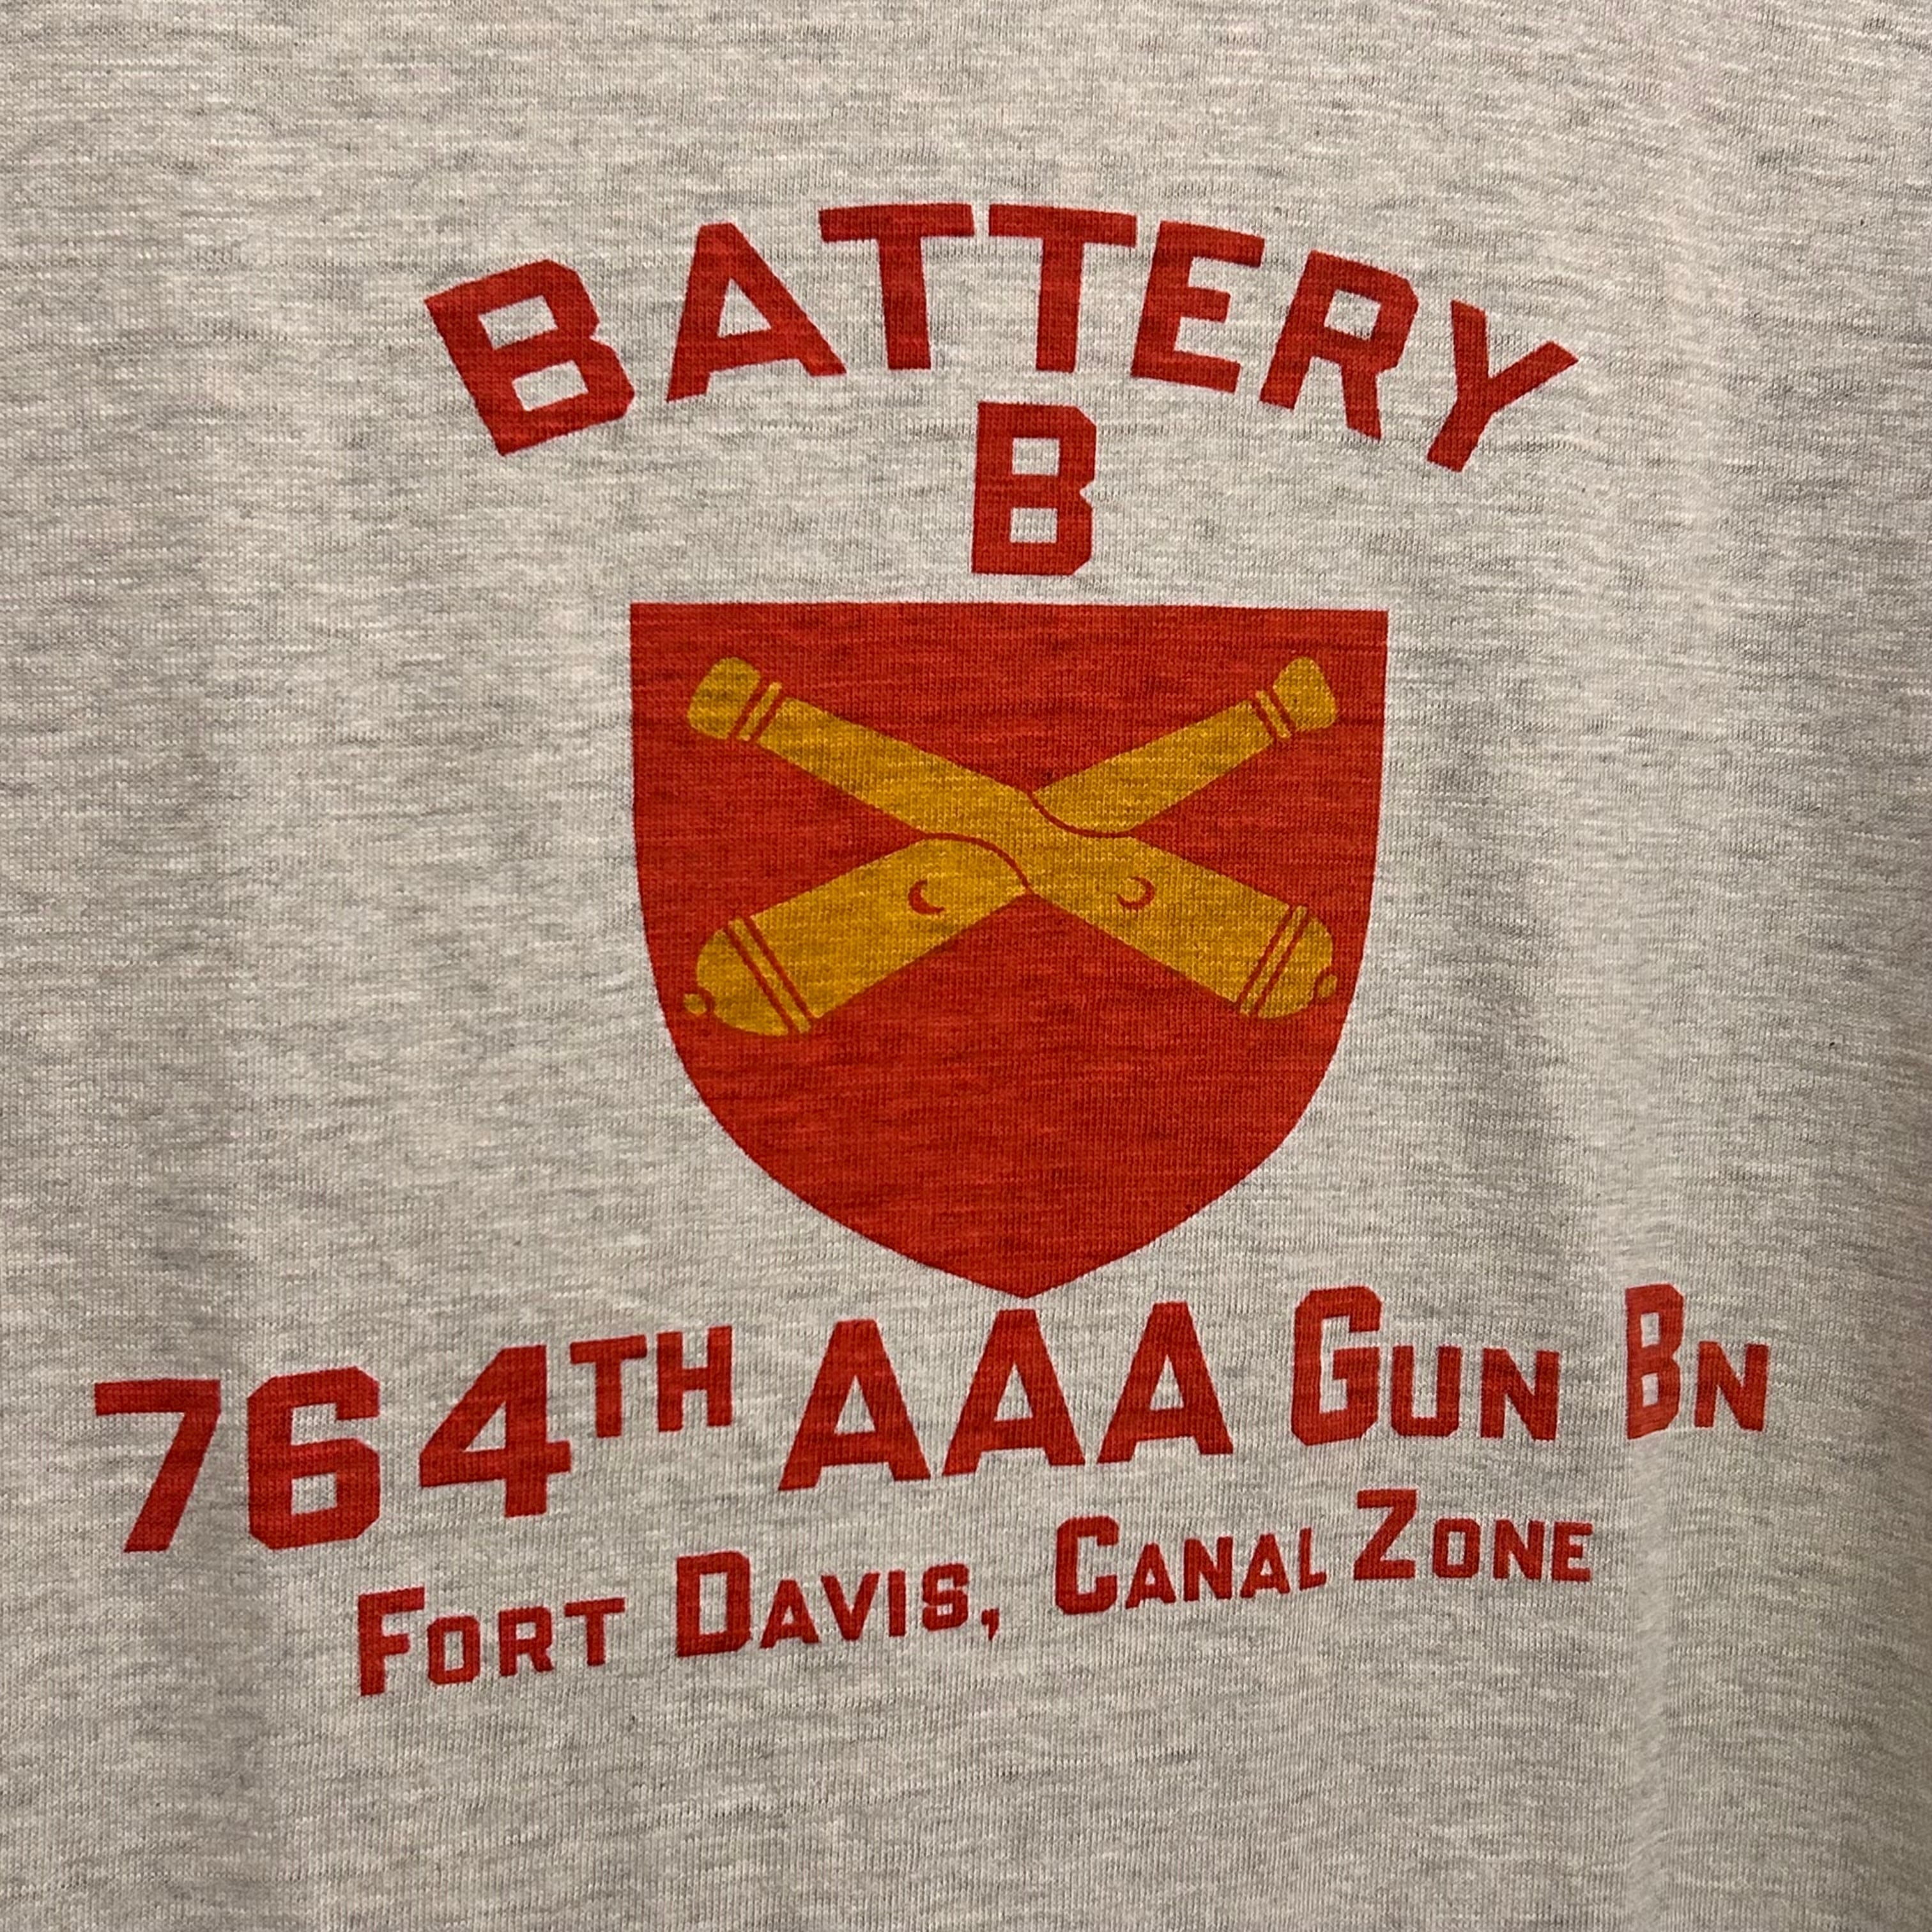 BATTERY
B
764TH AAA GUN BN
FORT DAVIS, CANAL ZONE